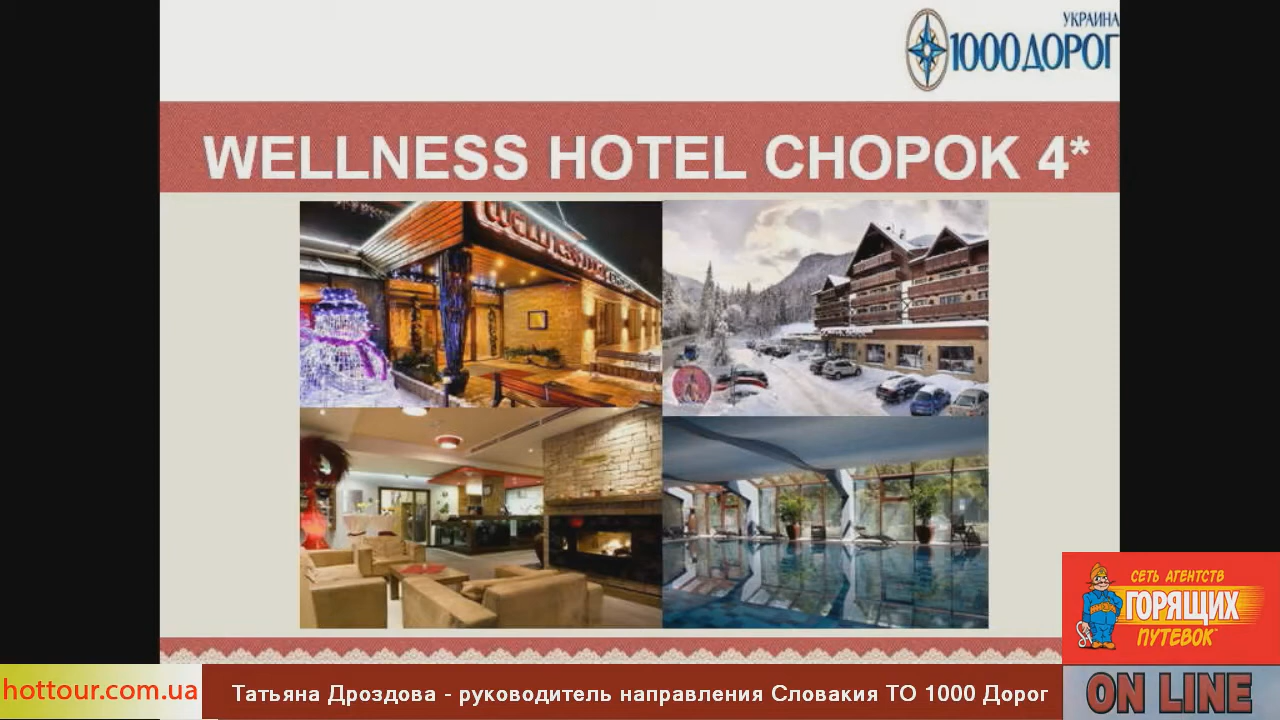 УКРАИНА
1000 ДОРОГ
WELLNESS HOTEL CHOPOK 4*
WELLNESS
СЕТЬ АГЕНТСТВ
ГОРЯЩИХ
ПУТЕВОК
hottour.com.ua
Татьяна Дроздова - руководитель направления Словакия ТО 1000 Дорог
ON LINE